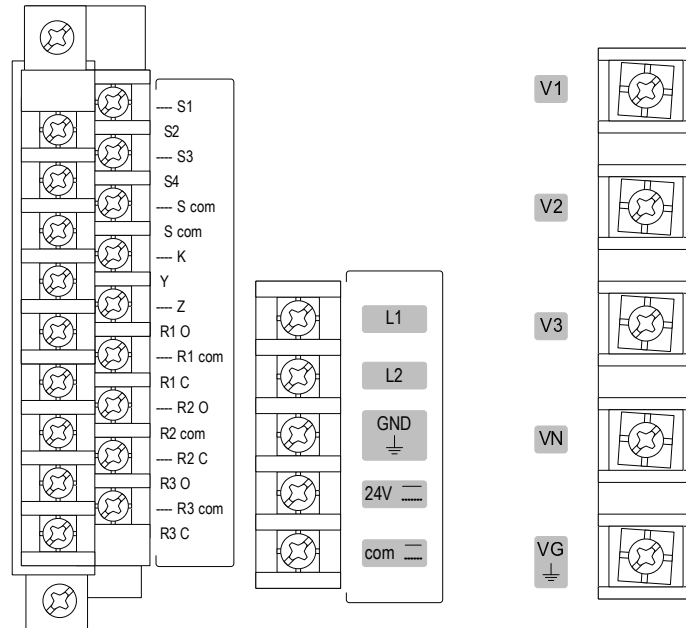 ---- S1
S2
---- S3
S4
---- S com
S com
---- K
Y
---- Z
R1 O
---- R1 com
R1 C
---- R2 O
R2 com
---- R2 C
R3 O
---- R3 com
R3 C
L1
L2
GND
24V
com
V1
V2
V3
VN
VG